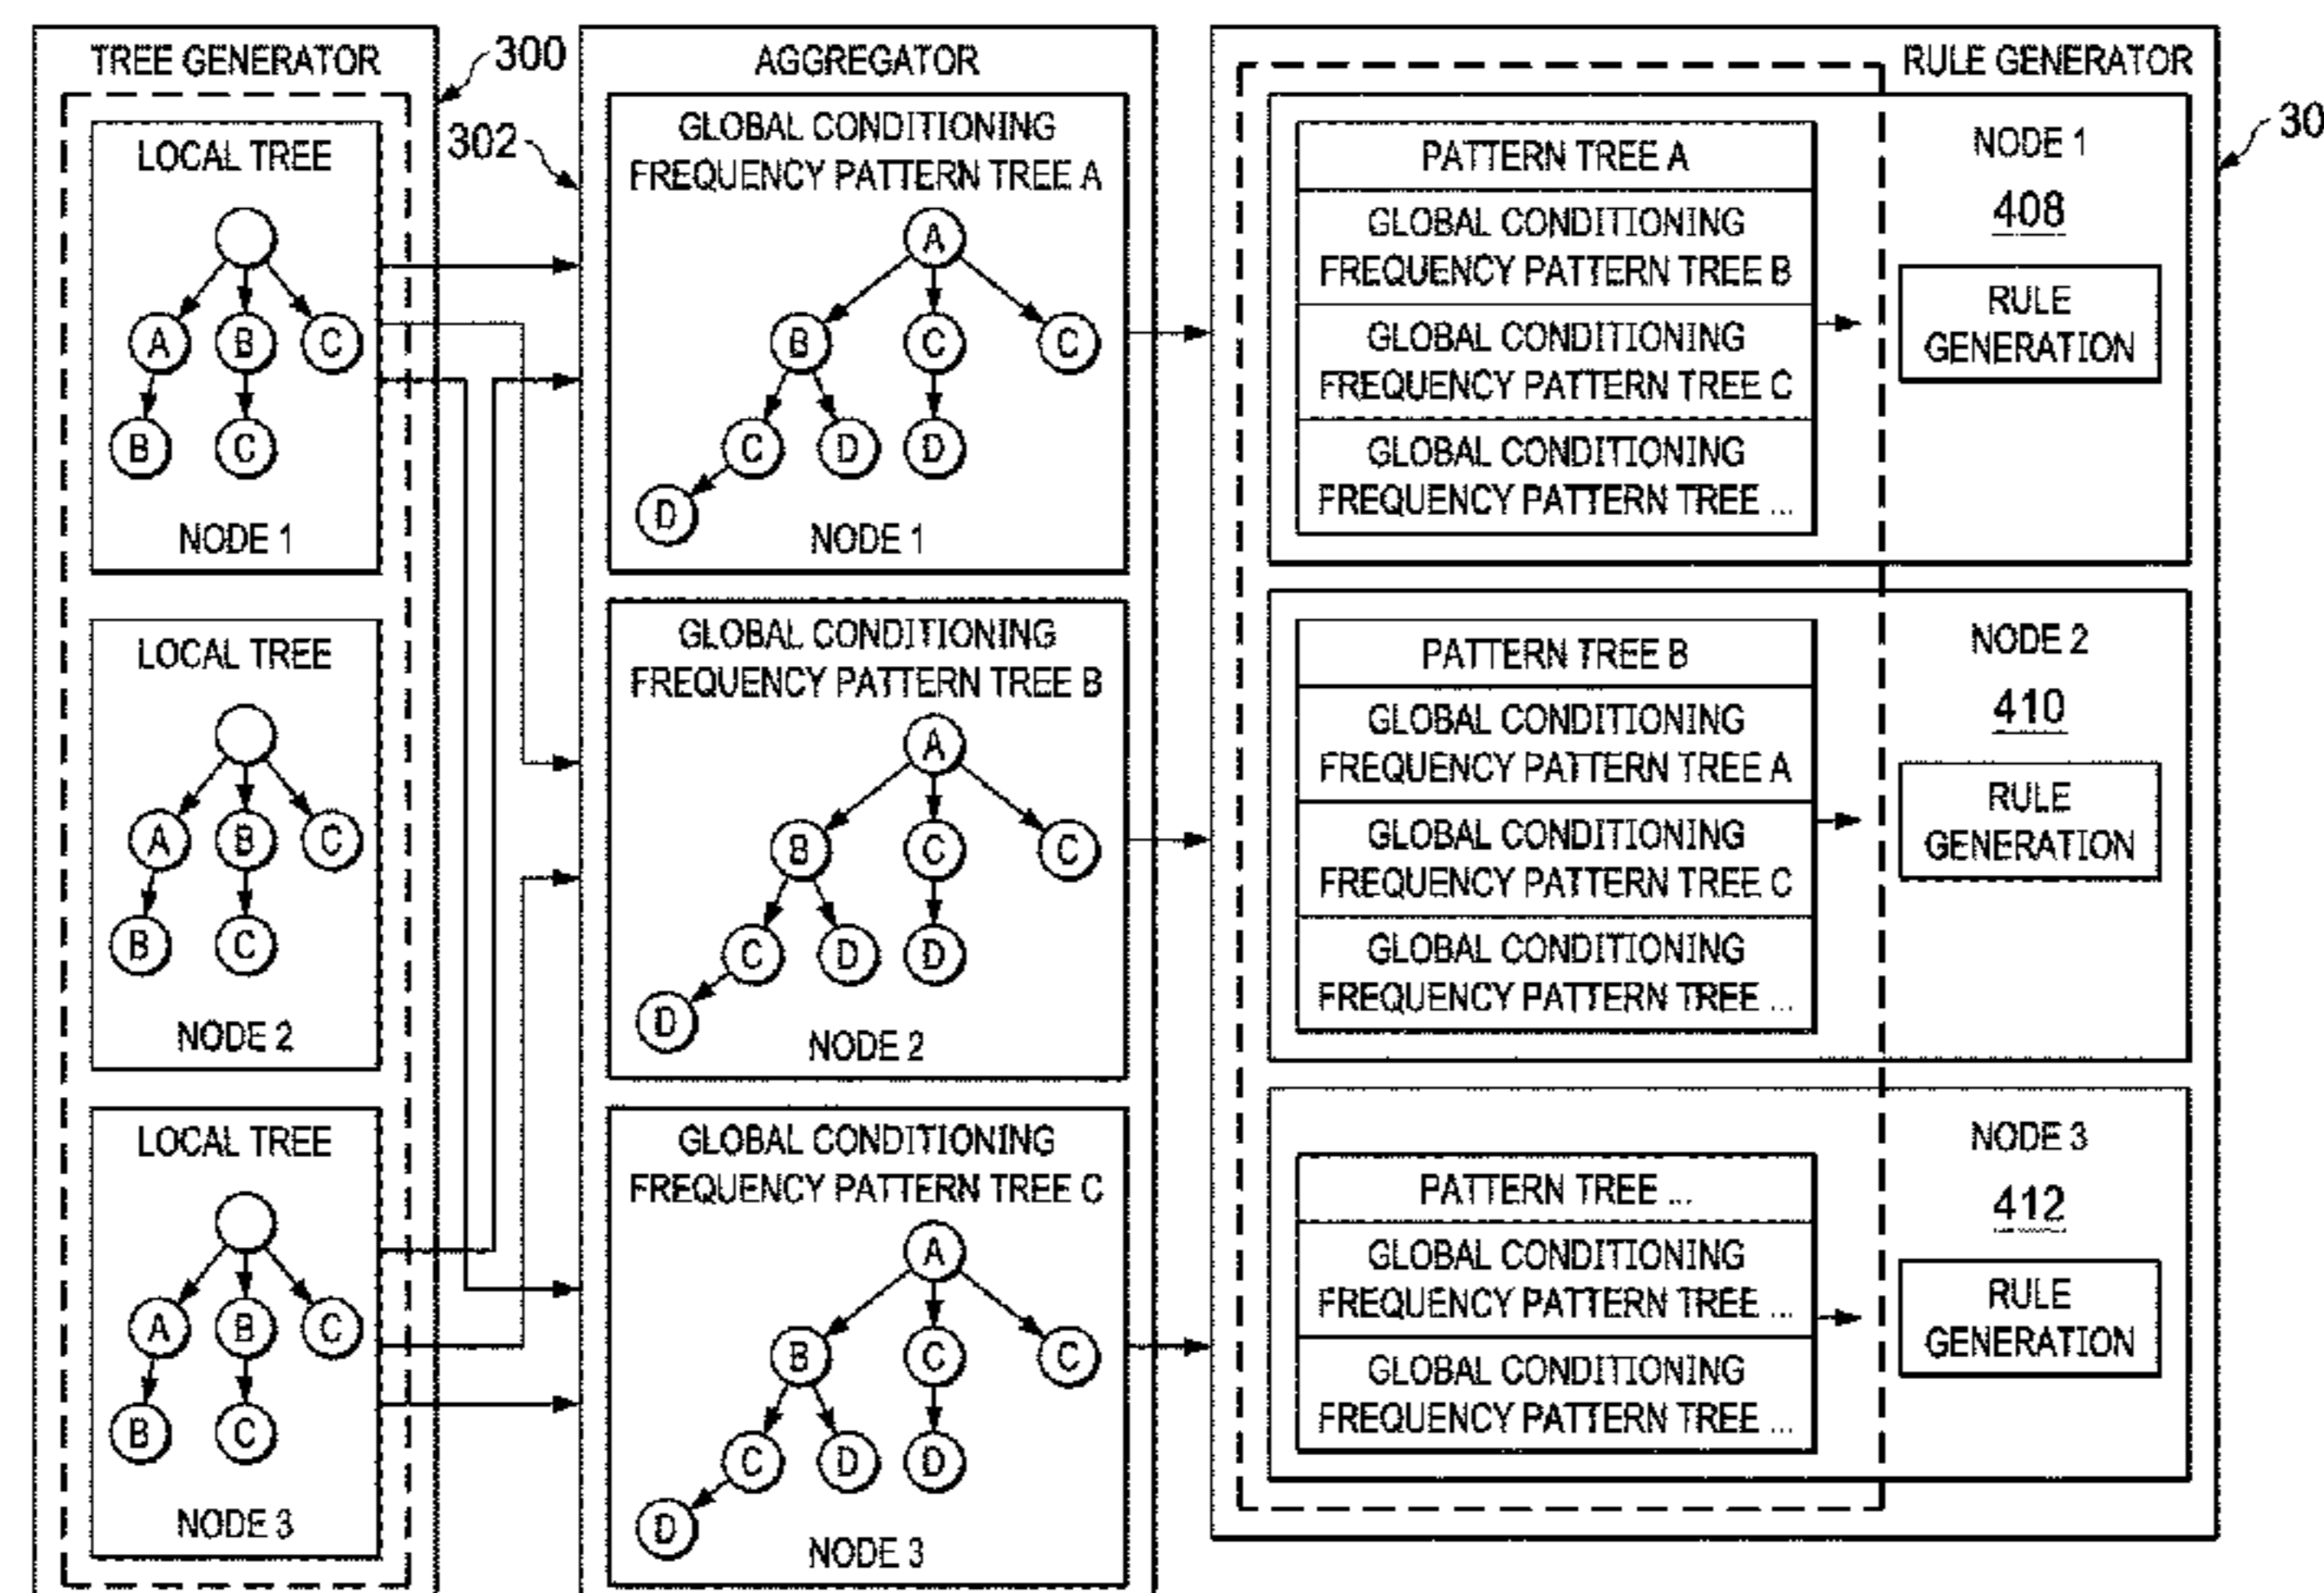 TREE GENERATOR
300
LOCAL TREE
A
B
C
B
C
NODE 1
LOCAL TREE
A
B
C
B
C
NODE 2
LOCAL TREE
A
B
C
B
C
NODE 3
302
AGGREGATOR
GLOBAL CONDITIONING
FREQUENCY PATTERN TREE A
A
B
C
C
C
D
D
D
NODE 1
GLOBAL CONDITIONING
FREQUENCY PATTERN TREE B
A
B
C
C
C
D
D
D
NODE 2
GLOBAL CONDITIONING
FREQUENCY PATTERN TREE C
A
B
C
C
C
D
D
D
NODE 3
RULE GENERATOR
30
PATTERN TREE A
GLOBAL CONDITIONING
FREQUENCY PATTERN TREE B
GLOBAL CONDITIONING
FREQUENCY PATTERN TREE C
GLOBAL CONDITIONING
FREQUENCY PATTERN TREE ...
NODE 1
408
RULE
GENERATION
PATTERN TREE B
GLOBAL CONDITIONING
FREQUENCY PATTERN TREE A
GLOBAL CONDITIONING
FREQUENCY PATTERN TREE C
GLOBAL CONDITIONING
FREQUENCY PATTERN TREE ...
NODE 2
410
RULE
GENERATION
PATTERN TREE ...
GLOBAL CONDITIONING
FREQUENCY PATTERN TREE ...
GLOBAL CONDITIONING
FREQUENCY PATTERN TREE ...
NODE 3
412
RULE
GENERATION